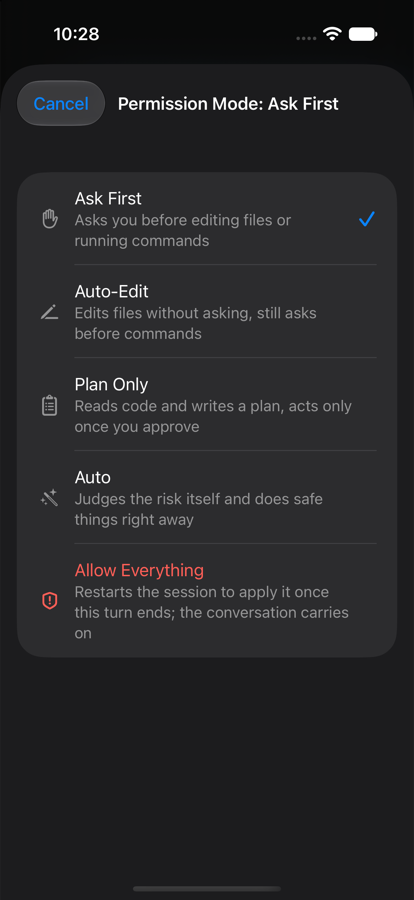 10:28
Cancel
Permission Mode: Ask First
Ask First
Asks you before editing files or
running commands
Auto-Edit
Edits files without asking, still asks
before commands
Plan Only
Reads code and writes a plan, acts only
once you approve
Auto
Judges the risk itself and does safe
things right away
Allow Everything
Restarts the session to apply it once
this turn ends; the conversation carries
on